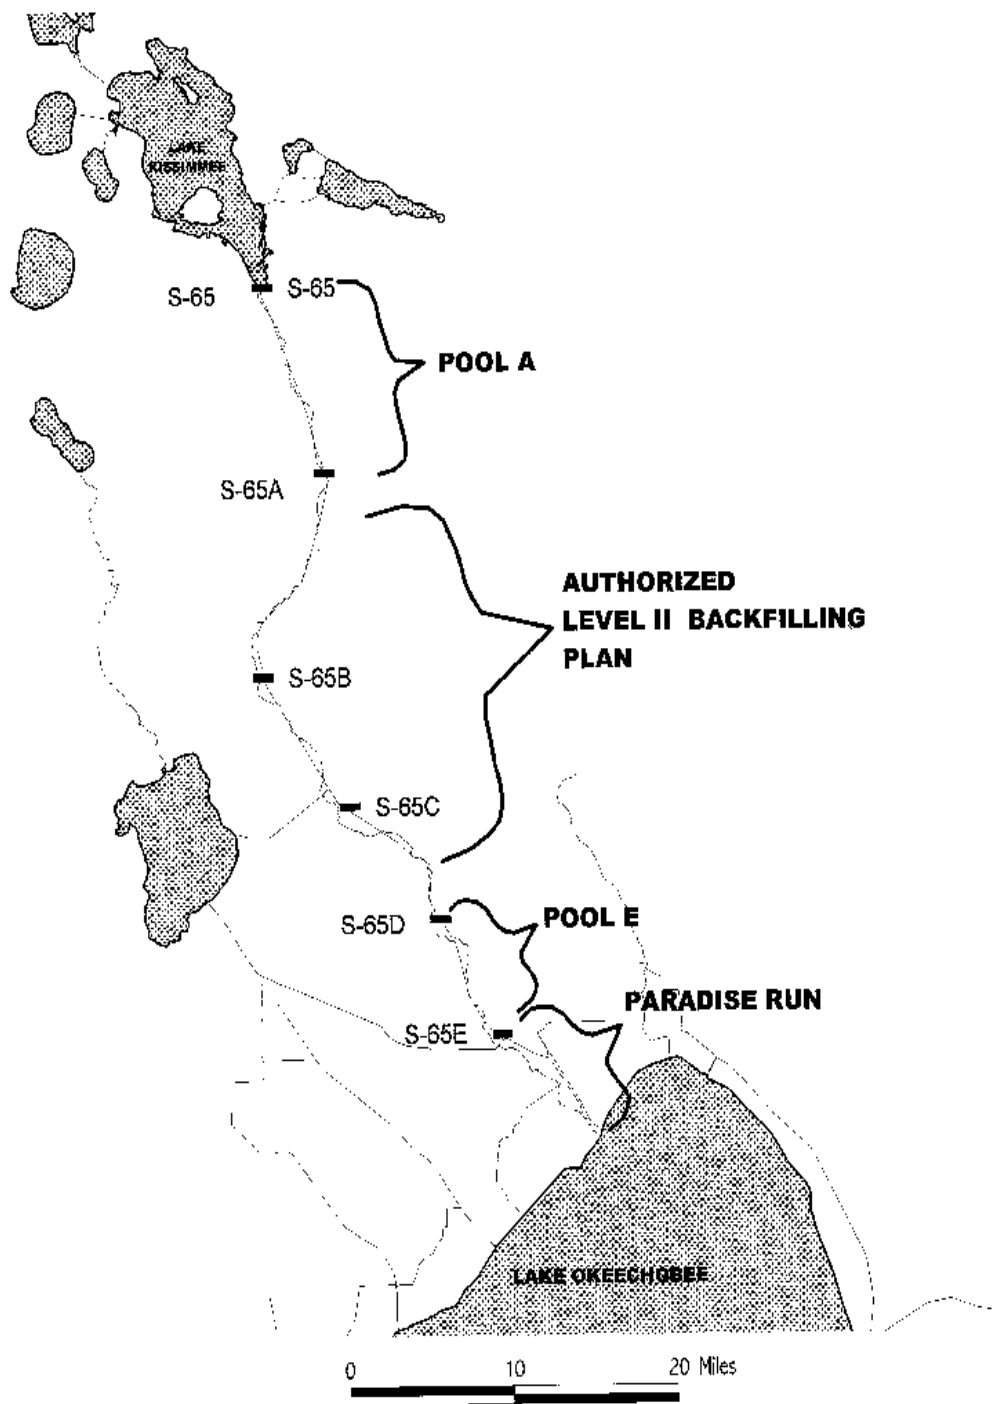 LAKE
KISSIMMEE
S-65
S-65
POOL A
S-65A
AUTHORIZED
LEVEL II BACKFILLING
PLAN
S-65B
S-65C
S-65D
POOL E
PARADISE RUN
S-65E
LAKE OKEECHOBEE
0 10 20 Miles